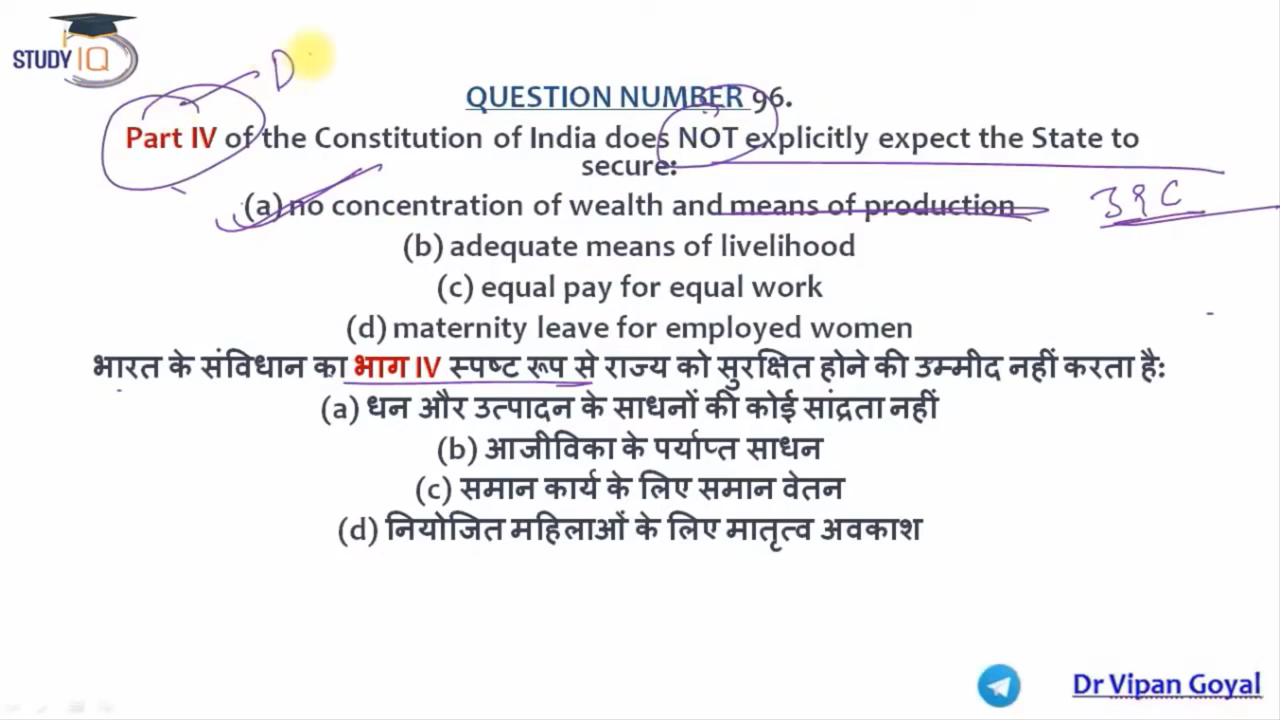 STUDY IQ
D
QUESTION NUMBER 96.
Part IV of the Constitution of India does NOT explicitly expect the State to
secure:
(a) no concentration of wealth and means of production
39 C
(b) adequate means of livelihood
(c) equal pay for equal work
(d) maternity leave for employed women
भारत के संविधान का भाग IV स्पष्ट रूप से राज्य को सुरक्षित होने की उम्मीद नहीं करता है:
(a) धन और उत्पादन के साधनों की कोई सांद्रता नहीं
(b) आजीविका के पर्याप्त साधन
(c) समान कार्य के लिए समान वेतन
(d) नियोजित महिलाओं के लिए मातृत्व अवकाश
Dr Vipan Goyal